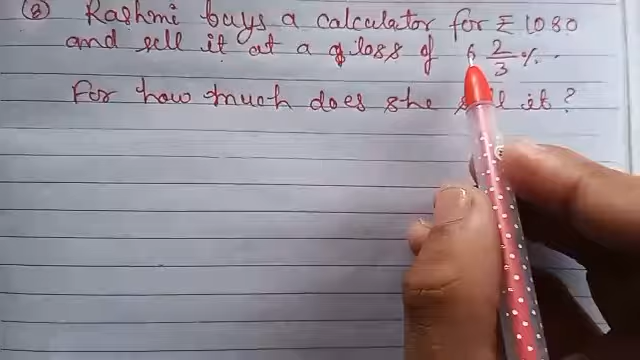 (8) Rashmi buys a calculator for ₹ 1080
and sell it at a loss of 6 2/3 %.
For how much does she sell it?